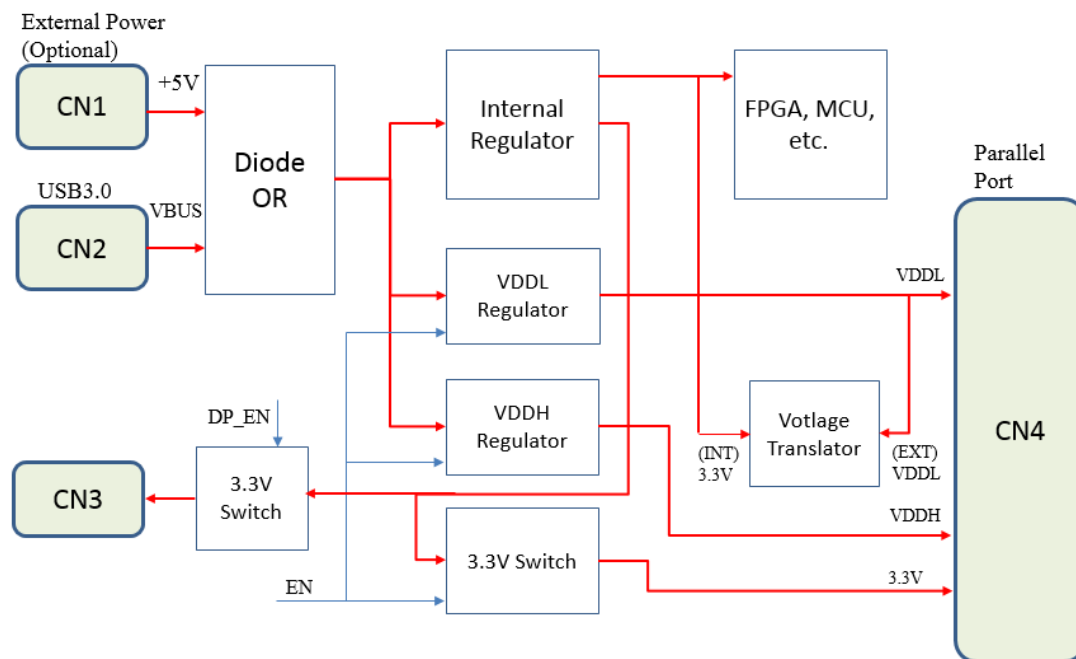 External Power
(Optional)
CN1
+5V
USB3.0
CN2
VBUS
Diode
OR
Internal
Regulator
FPGA, MCU,
etc.
Parallel
Port
VDDL
Regulator
VDDL
DP_EN
VDDH
Regulator
Votlage
Translator
(INT)
3.3V
(EXT)
VDDL
CN4
CN3
3.3V
Switch
VDDH
3.3V Switch
3.3V
EN